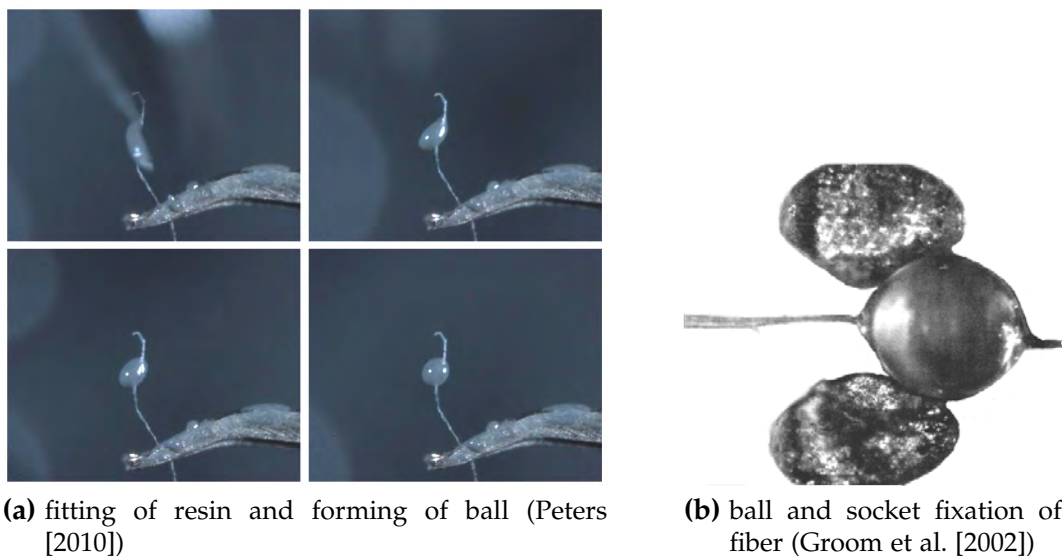 (a) fitting of resin and forming of ball (Peters
[2010])
(b) ball and socket fixation of
fiber (Groom et al. [2002])